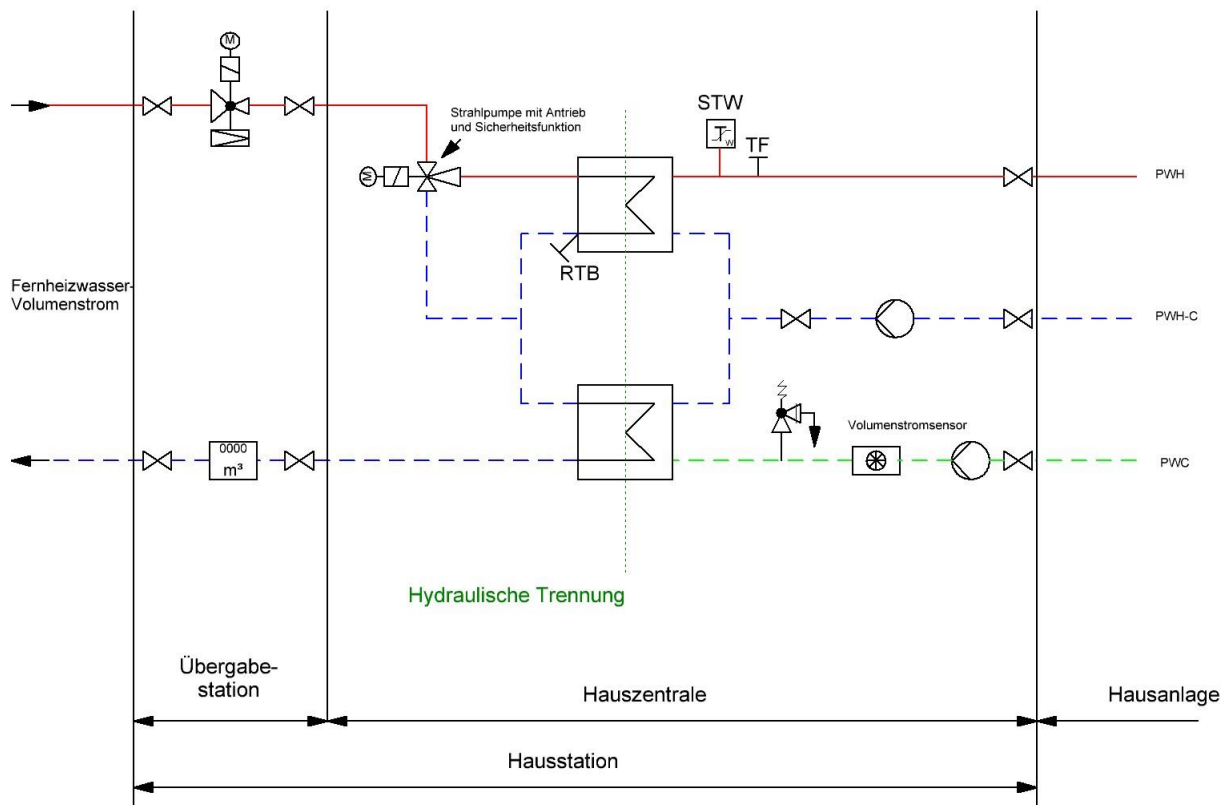 M
Strahlpumpe mit Antrieb
und Sicherheitsfunktion
STW
T
W
TF
M
PWH
RTB
Fernheizwasser-
Volumenstrom
PWH-C
Volumenstromsensor
0000
m³
PWC
Hydraulische Trennung
Übergabe-
station
Hauszentrale
Hausanlage
Hausstation